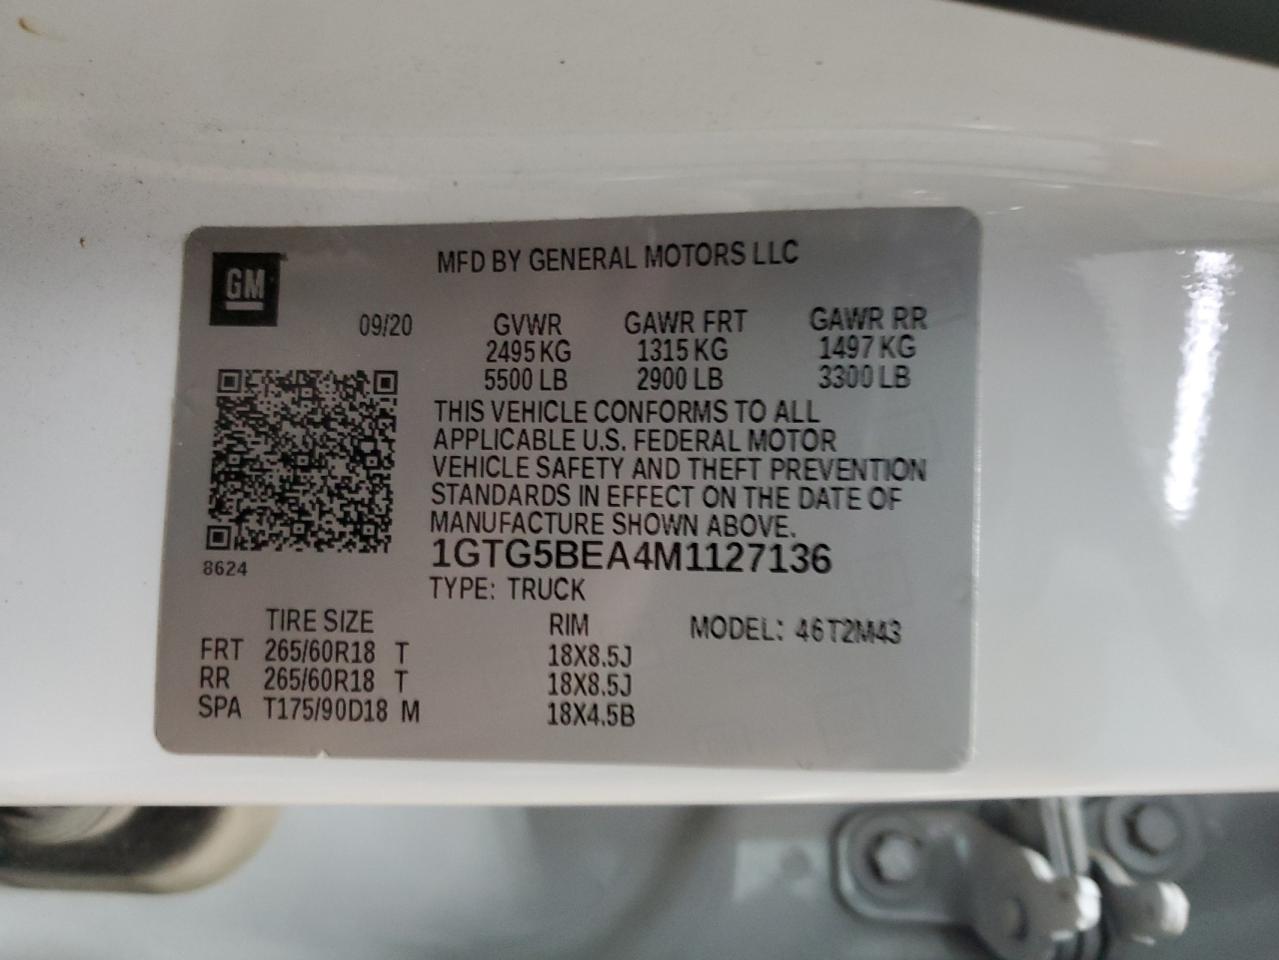 GM
MFD BY GENERAL MOTORS LLC
09/20 GVWR GAWR FRT GAWR RR
2495 KG 1315 KG 1497 KG
5500 LB 2900 LB 3300 LB
THIS VEHICLE CONFORMS TO ALL
APPLICABLE U.S. FEDERAL MOTOR
VEHICLE SAFETY AND THEFT PREVENTION
STANDARDS IN EFFECT ON THE DATE OF
MANUFACTURE SHOWN ABOVE.
1GTG5BEA4M1127136
8624
TYPE: TRUCK
TIRE SIZE RIM MODEL: 46T2M43
FRT 265/60R18 T 18X8.5J
RR 265/60R18 T 18X8.5J
SPA T175/90D18 M 18X4.5B